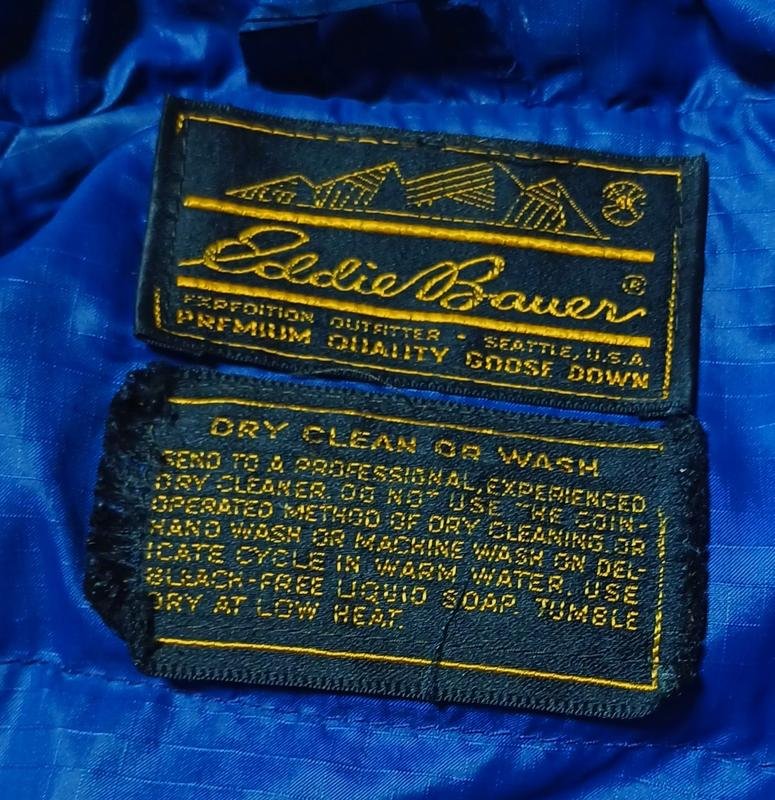 Eddie Bauer ®
EXPEDITION OUTFITTER - SEATTLE, U.S.A.
PREMIUM QUALITY GOOSE DOWN
DRY CLEAN OR WASH
SEND TO A PROFESSIONAL, EXPERIENCED
DRY CLEANER. DO NOT USE THE COIN-
OPERATED METHOD OF DRY CLEANING. OR
HAND WASH OR MACHINE WASH ON DEL-
ICATE CYCLE IN WARM WATER. USE
BLEACH-FREE LIQUID SOAP TUMBLE
DRY AT LOW HEAT.